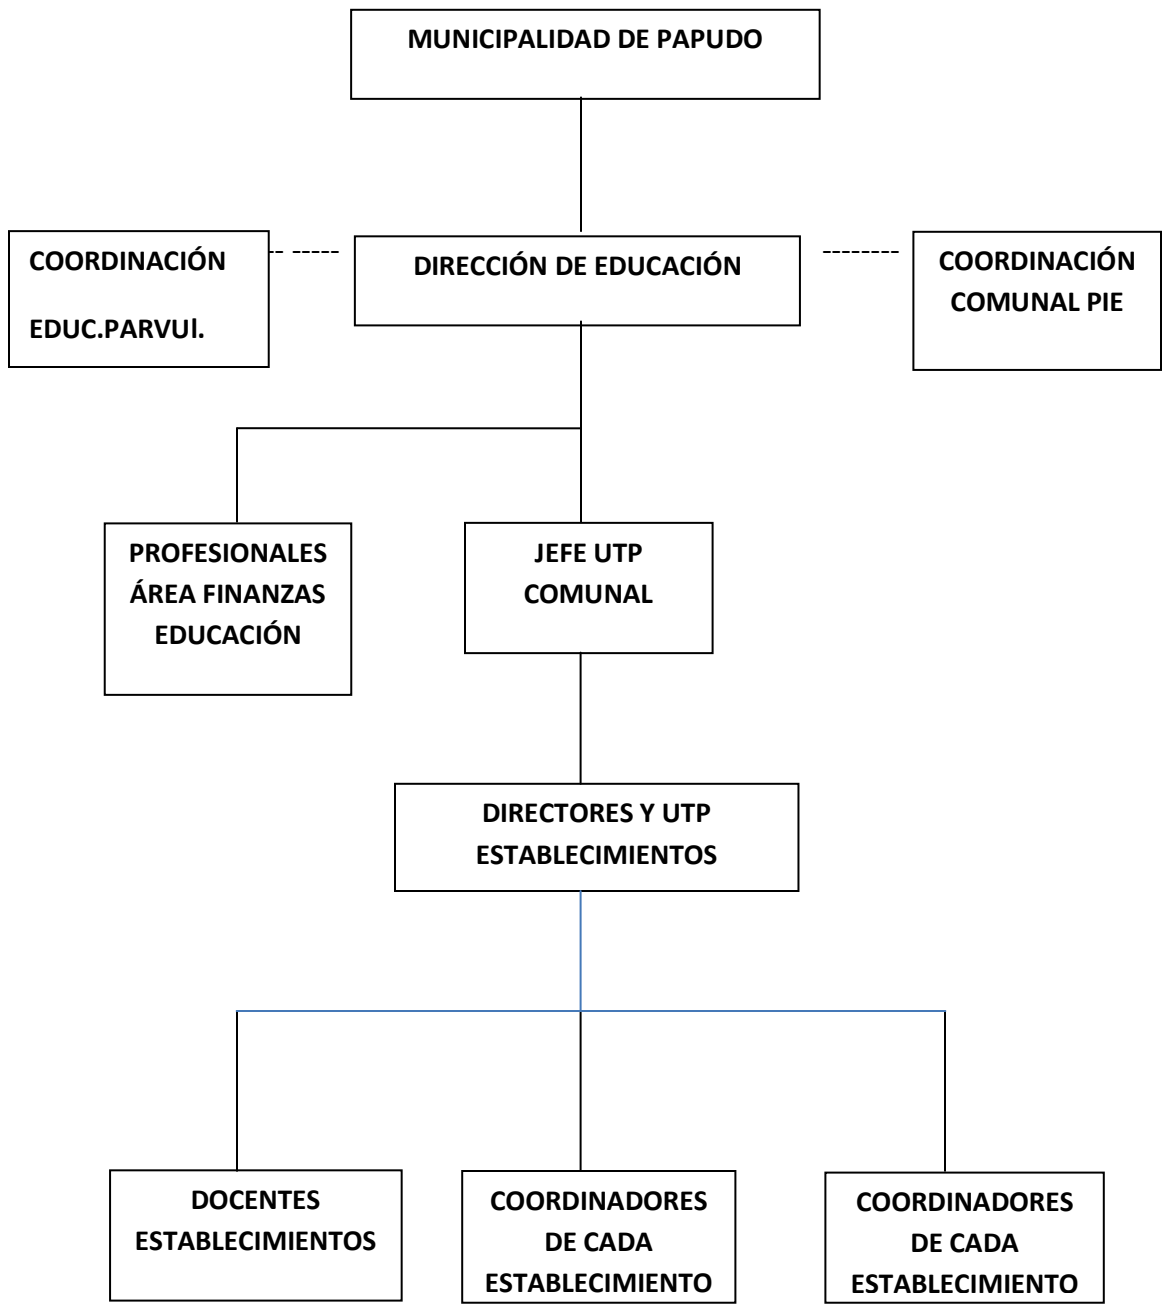 MUNICIPALIDAD DE PAPUDO
COORDINACIÓN
EDUC.PARVUl.
DIRECCIÓN DE EDUCACIÓN
COORDINACIÓN
COMUNAL PIE
PROFESIONALES
ÁREA FINANZAS
EDUCACIÓN
JEFE UTP
COMUNAL
DIRECTORES Y UTP
ESTABLECIMIENTOS
DOCENTES
ESTABLECIMIENTOS
COORDINADORES
DE CADA
ESTABLECIMIENTO
COORDINADORES
DE CADA
ESTABLECIMIENTO